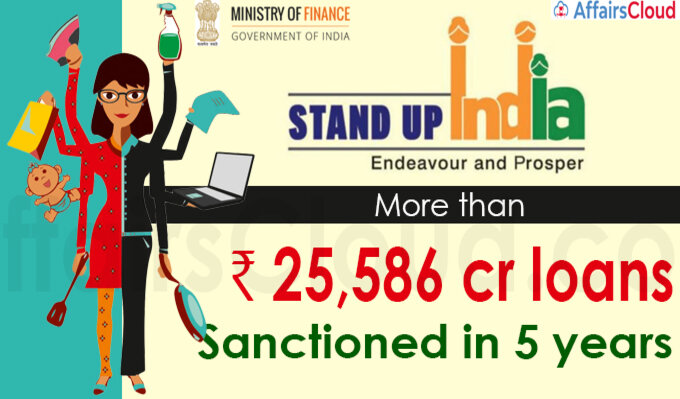 MINISTRY OF FINANCE
GOVERNMENT OF INDIA
AffairsCloud
STAND UP India
Endeavour and Prosper
More than
₹ 25,586 cr loans
Sanctioned in 5 years